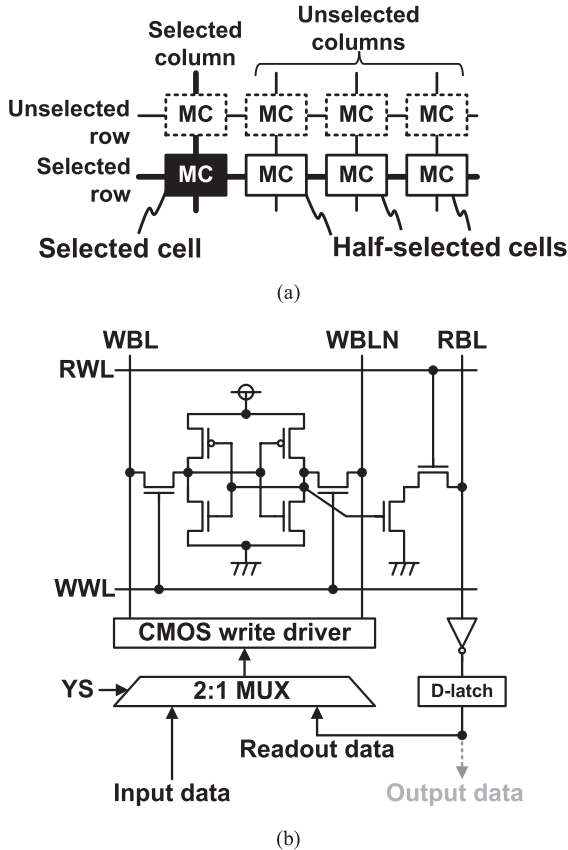 Selected
column
Unselected
columns
Unselected
row
MC MC MC MC
Selected
row
MC MC MC MC
Selected cell
Half-selected cells
(a)
WBL WBLN RBL
RWL
WWL
CMOS write driver
YS
2:1 MUX
D-latch
Readout data
Input data
Output data
(b)